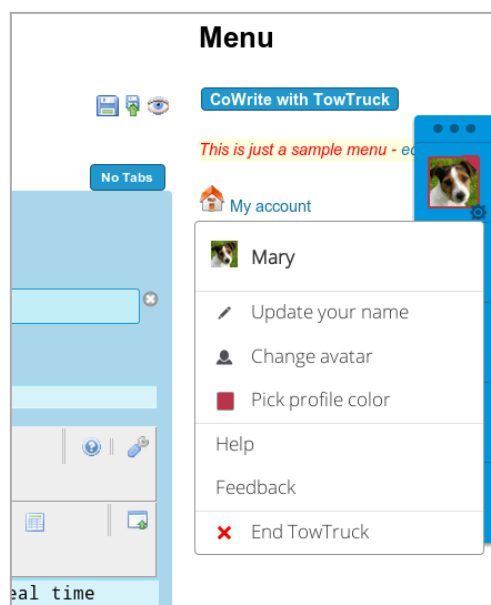 Menu
CoWrite with TowTruck
This is just a sample menu - ed
No Tabs
My account
Mary
Update your name
Change avatar
Pick profile color
Help
Feedback
End TowTruck
eal time